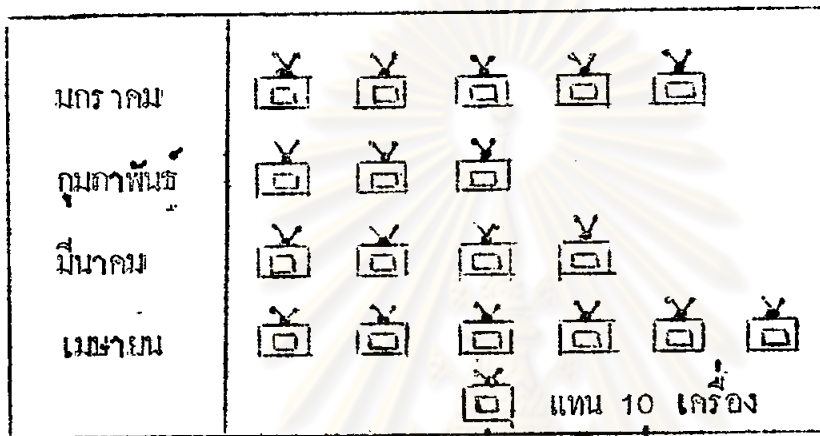 มกราคม
กุมภาพันธ์
มีนาคม
เมษายน
แทน 10 เครื่อง